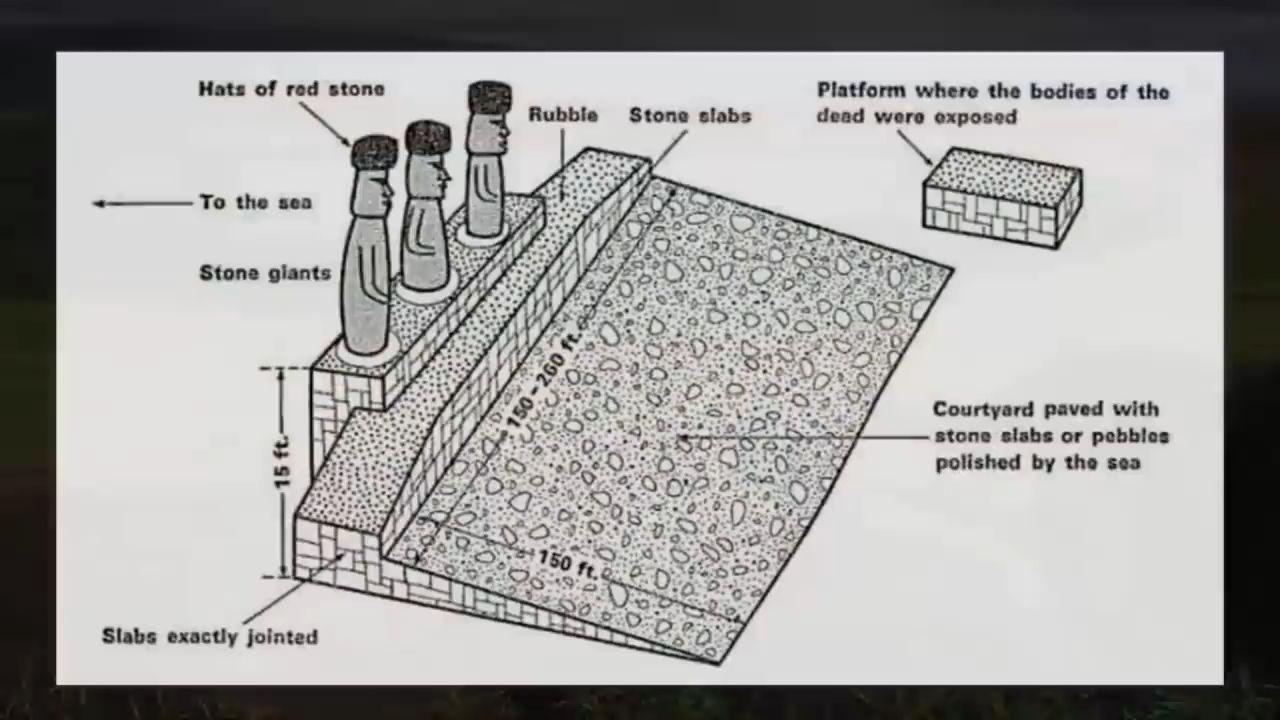 Hats of red stone
Rubble
Stone slabs
Platform where the bodies of the
dead were exposed
To the sea
Stone giants
150-260 ft.
15 ft.
Courtyard paved with
stone slabs or pebbles
polished by the sea
150 ft.
Slabs exactly jointed